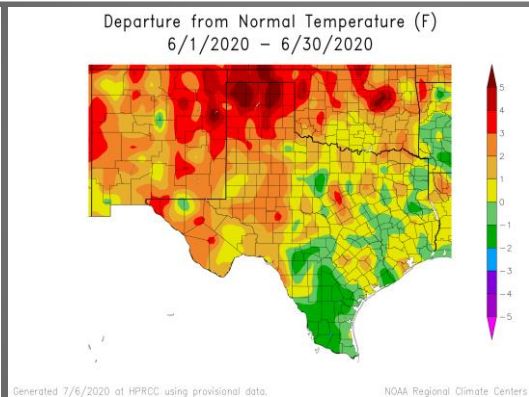 Departure from Normal Temperature (F)
6/1/2020 – 6/30/2020
5
4
3
2
1
0
-1
-2
-3
-4
-5
Generated 7/6/2020 at HPRCC using provisional data.
NOAA Regional Climate Centers